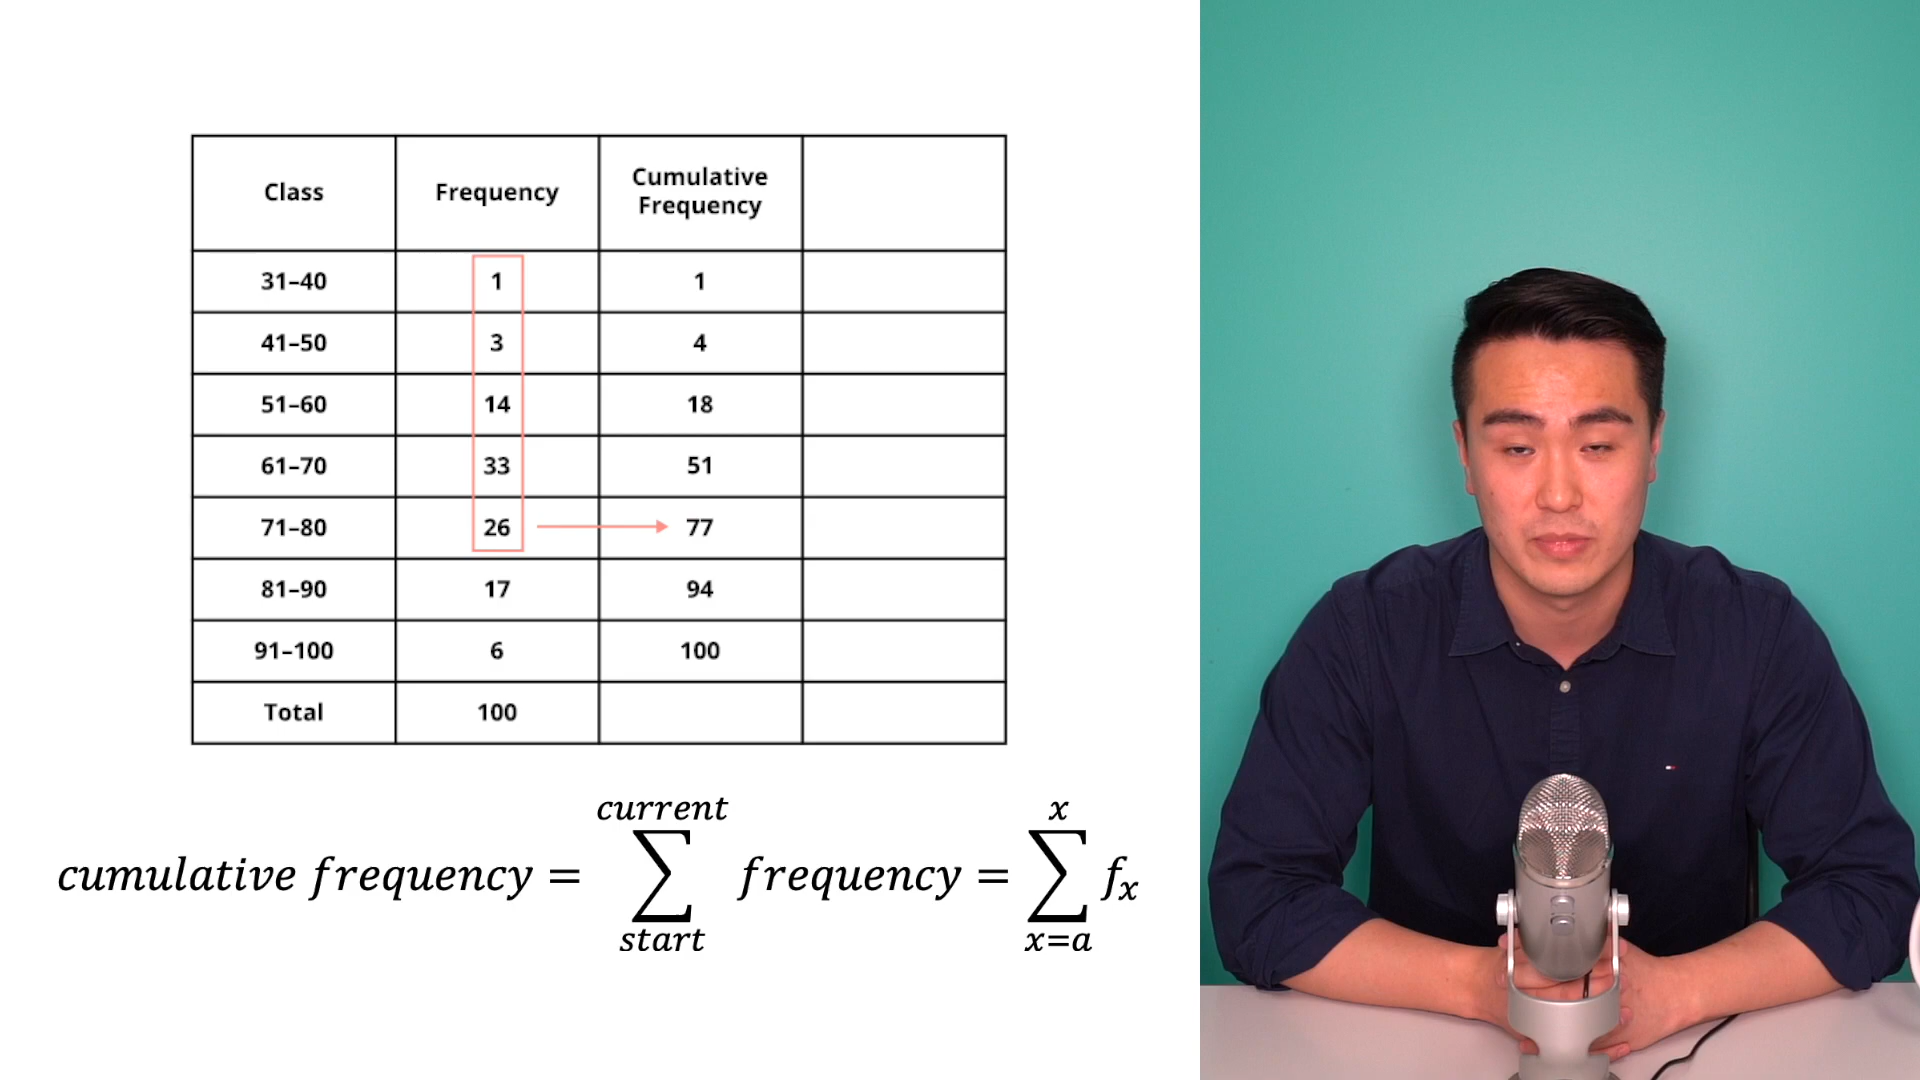 Class Frequency Cumulative Frequency
31–40 1 1
41–50 3 4
51–60 14 18
61–70 33 51
71–80 26 77
81–90 17 94
91–100 6 100
Total 100
cumulative frequency = ∑_{start}^{current} frequency = ∑_{x=a}^{x} f_x